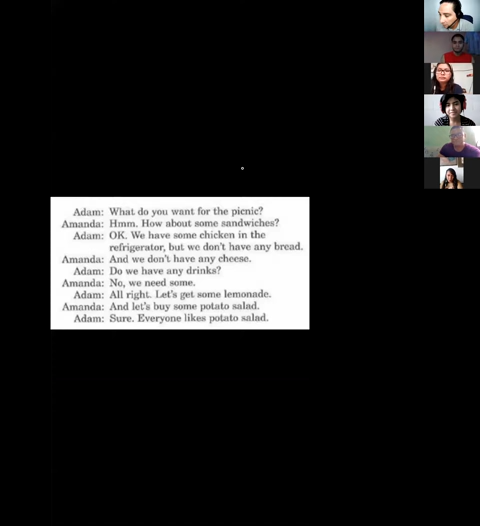 Adam: What do you want for the picnic?
Amanda: Hmm. How about some sandwiches?
Adam: OK. We have some chicken in the
refrigerator, but we don't have any bread.
Amanda: And we don't have any cheese.
Adam: Do we have any drinks?
Amanda: No, we need some.
Adam: All right. Let's get some lemonade.
Amanda: And let's buy some potato salad.
Adam: Sure. Everyone likes potato salad.